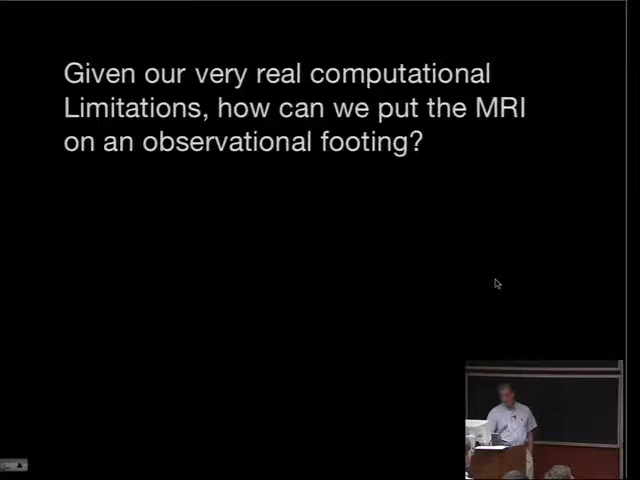 Given our very real computational
Limitations, how can we put the MRI
on an observational footing?